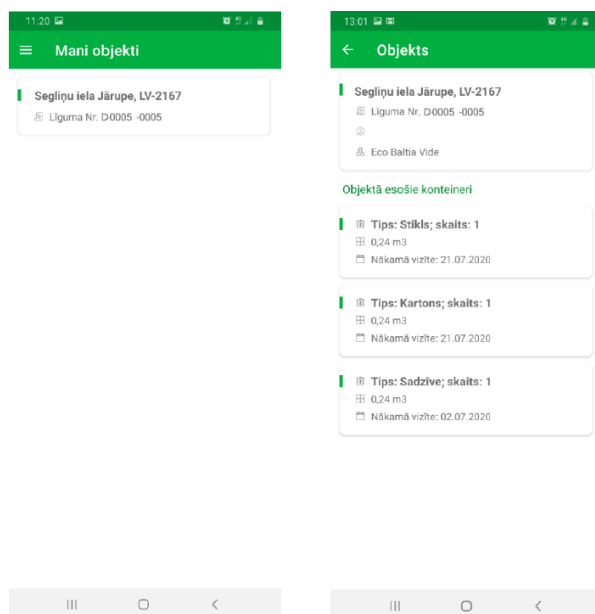 11:20
Mani objekti
Segliņu iela Jārupe, LV-2167
Līguma Nr. D0005 -0005
13:01
Objekts
Segliņu iela Jārupe, LV-2167
Līguma Nr. D0005 -0005
Eco Baltia Vide
Objektā esošie konteineri
Tips: Stikls; skaits: 1
0,24 m3
Nākamā vizīte: 21.07.2020
Tips: Kartons; skaits: 1
0,24 m3
Nākamā vizīte: 21.07.2020
Tips: Sadzīve; skaits: 1
0,24 m3
Nākamā vizīte: 02.07.2020